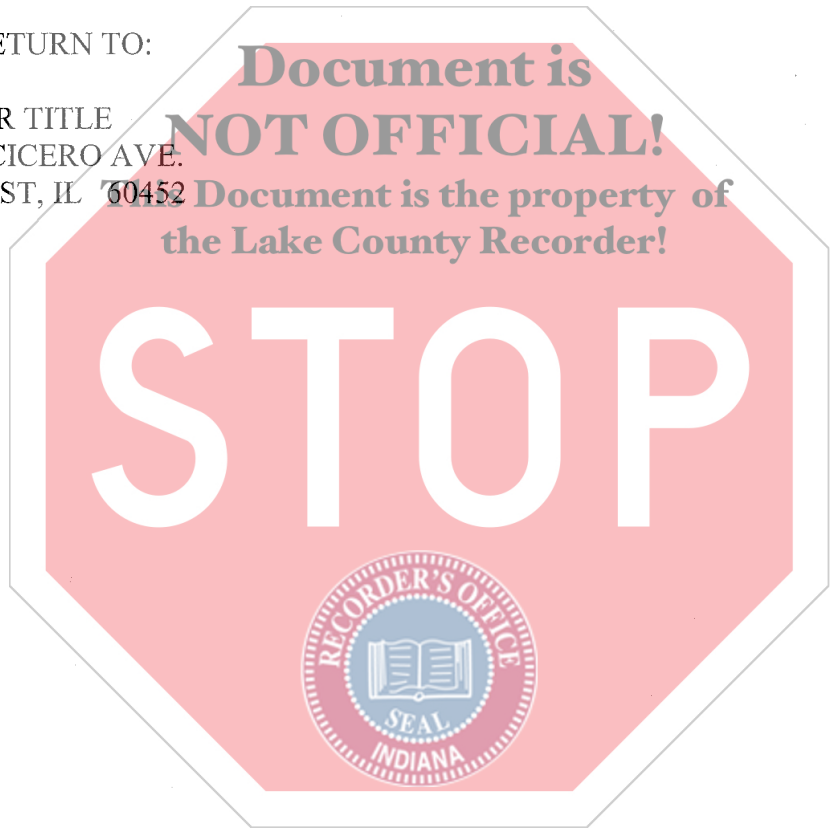 ETURN TO:
R TITLE
CICERO AVE.
ST, IL 60452
Document is
NOT OFFICIAL!
This Document is the property of
the Lake County Recorder!
STOP
RECORDER'S OFFICE
SEAL
INDIANA